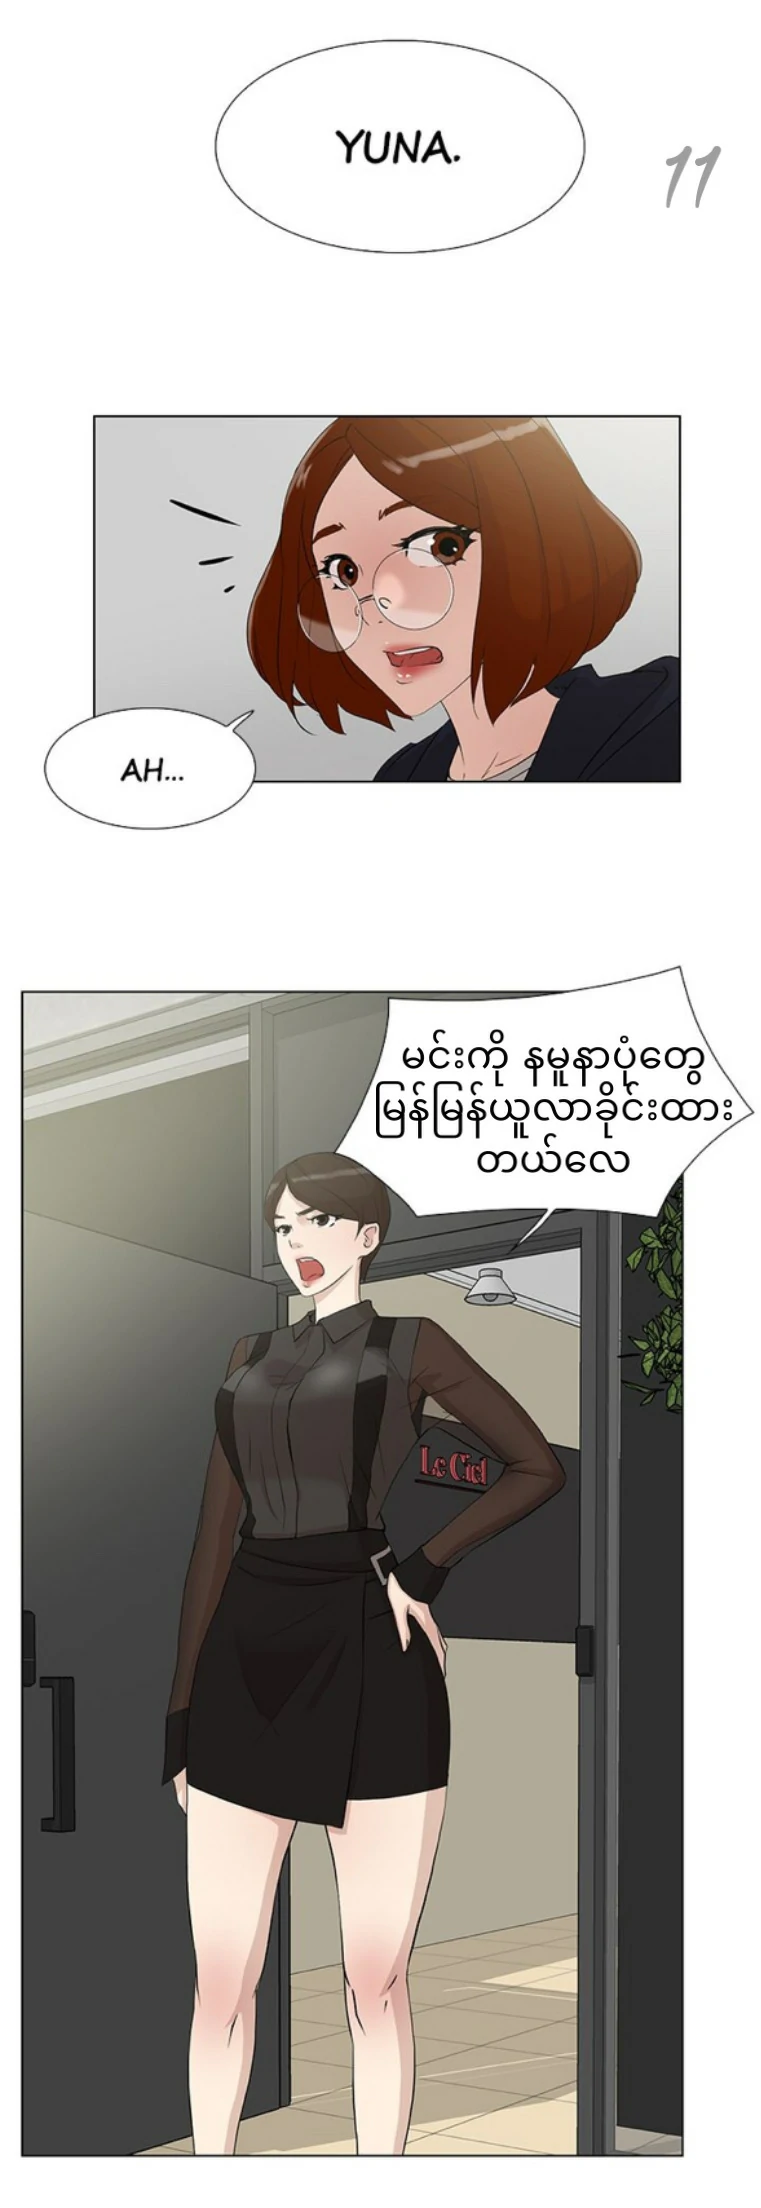 YUNA.
11
AH...
မင်းကို နမူနာပုံတွေ
မြန်မြန်ယူလာခိုင်းထား
တယ်လေ
Le Ciel